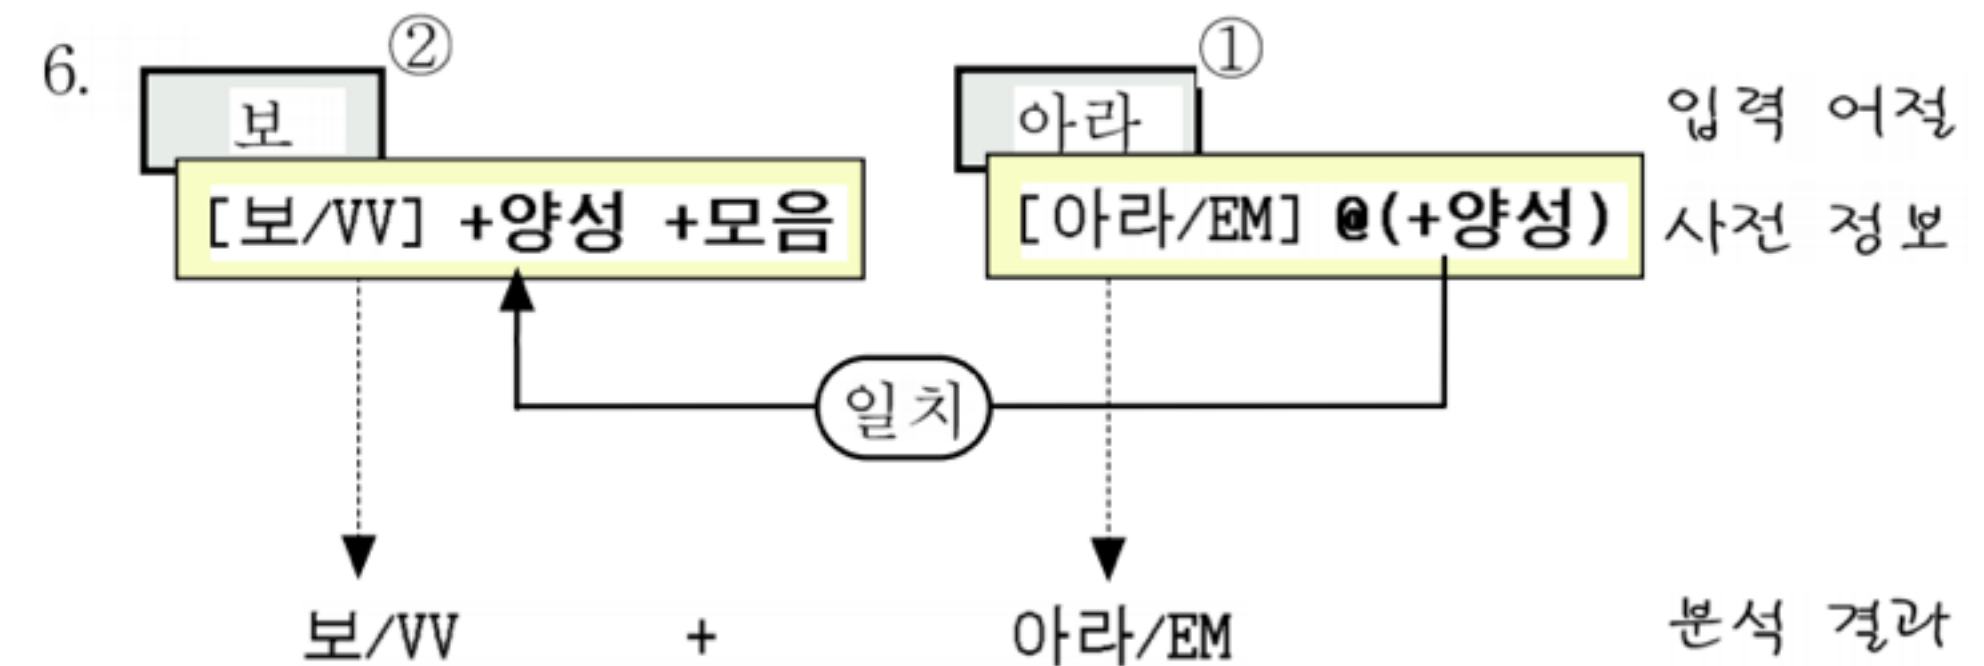 6. ② ①
보 아라 입력 어절
[보/VV] +양성 +모음 [아라/EM] @(+양성) 사전 정보
일치
보/VV + 아라/EM 분석 결과